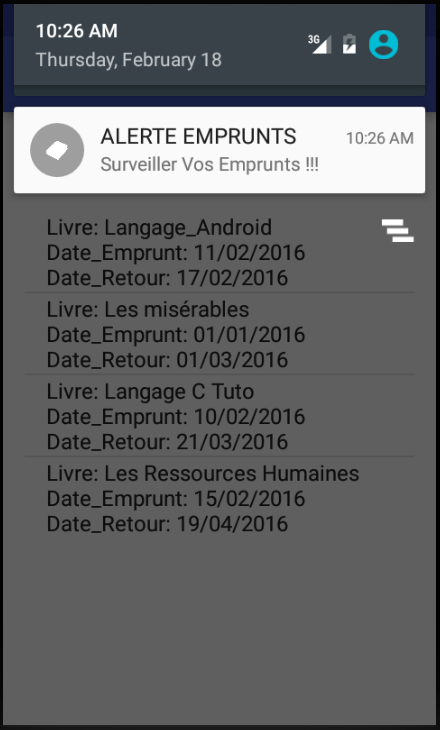 10:26 AM
Thursday, February 18
3G
ALERTE EMPRUNTS 10:26 AM
Surveiller Vos Emprunts !!!
Livre: Langage_Android
Date_Emprunt: 11/02/2016
Date_Retour: 17/02/2016
Livre: Les misérables
Date_Emprunt: 01/01/2016
Date_Retour: 01/03/2016
Livre: Langage C Tuto
Date_Emprunt: 10/02/2016
Date_Retour: 21/03/2016
Livre: Les Ressources Humaines
Date_Emprunt: 15/02/2016
Date_Retour: 19/04/2016